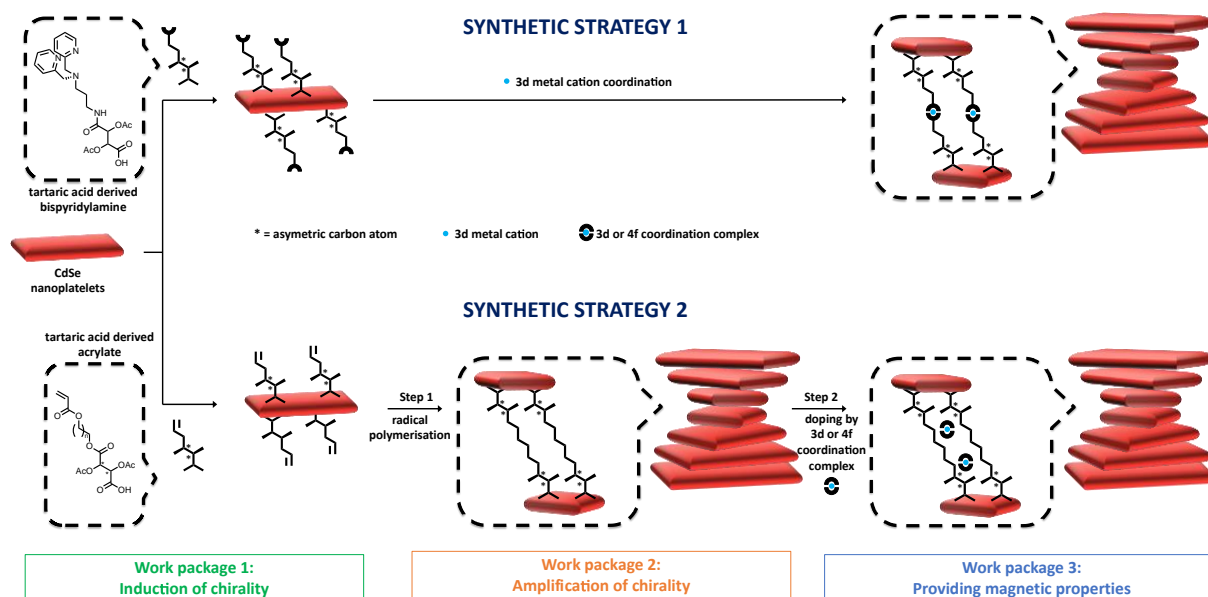 SYNTHETIC STRATEGY 1
N
N
N
NH
O
OAc
AcO
O
OH
3d metal cation coordination
* *
tartaric acid derived
bispyridylamine
* = asymetric carbon atom
3d metal cation
3d or 4f coordination complex
CdSe
nanoplatelets
SYNTHETIC STRATEGY 2
tartaric acid derived
acrylate
O
O
( )n
O
O
AcO
OAc
O
OH
Step 1
radical
polymerisation
Step 2
doping by
3d or 4f
coordination
complex
Work package 1:
Induction of chirality
Work package 2:
Amplification of chirality
Work package 3:
Providing magnetic properties